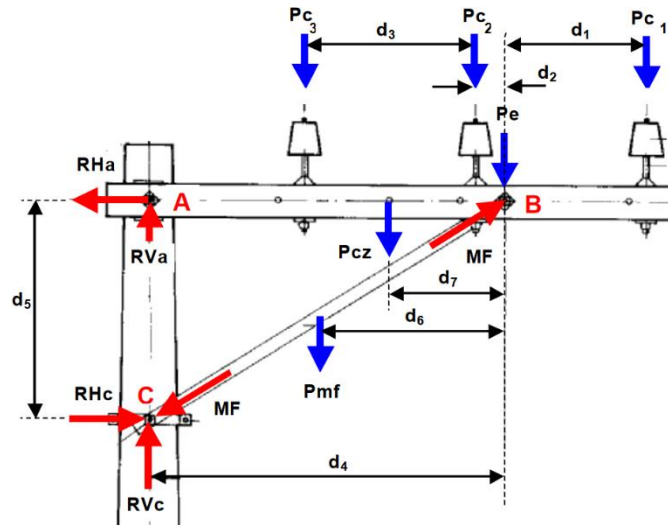 Pc3 Pc2 Pc1
d3 d1
d2
Pe
RHa
A B
RVa Pcz MF
d7
d5
d6
Pmf
C
RHc MF
d4
RVc